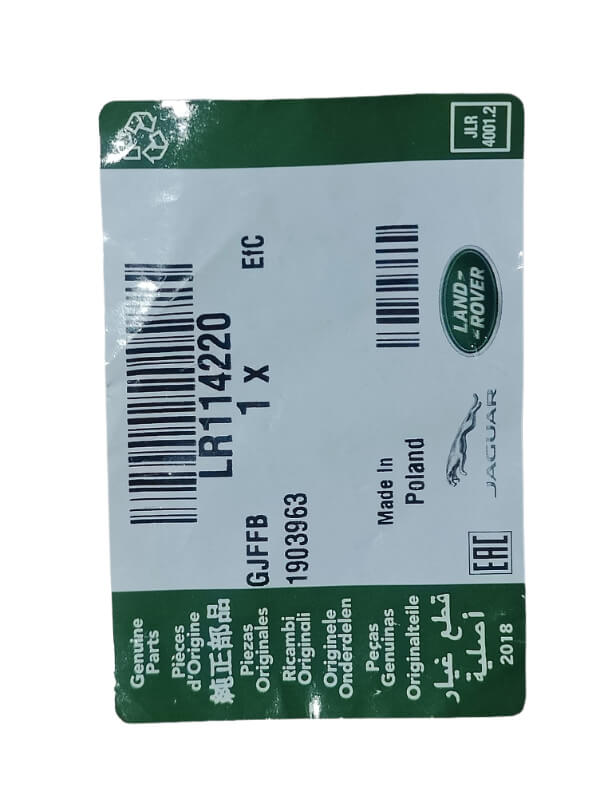 Genuine
Parts
Pièces
d'Origine
純正部品
Piezas
Originales
Ricambi
Originali
Originele
Onderdelen
Peças
Genuinas
Originalteile
قطع غيار
أصلية
2018
LR114220
1 X
GJFFB
EfC
1903963
Made In
Poland
EAC
JAGUAR
LAND-
ROVER
JLR
4001.2